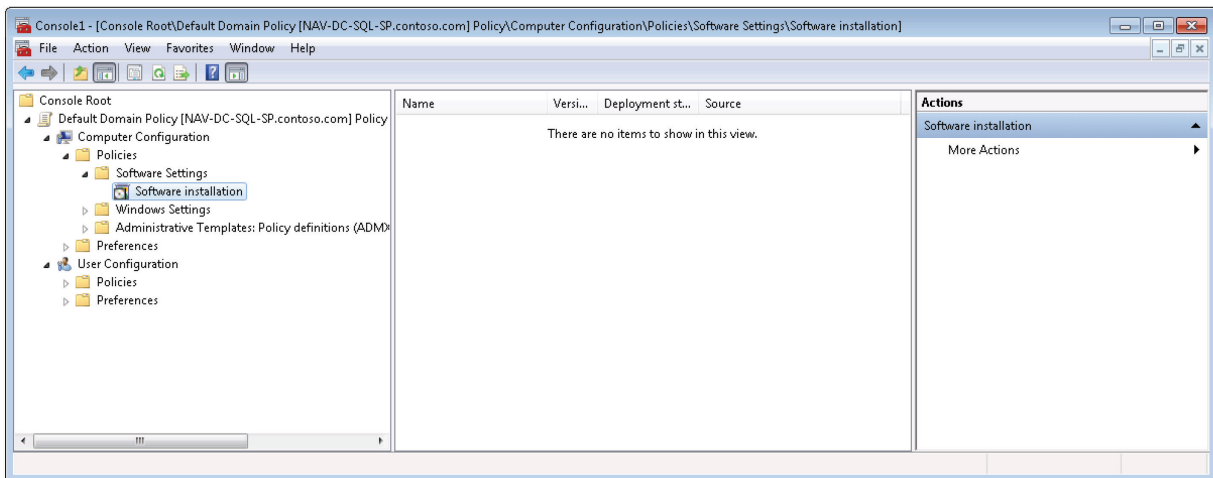 Console1 - [Console Root\Default Domain Policy [NAV-DC-SQL-SP.contoso.com] Policy\Computer Configuration\Policies\Software Settings\Software installation]
File Action View Favorites Window Help
Console Root
Default Domain Policy [NAV-DC-SQL-SP.contoso.com] Policy
Computer Configuration
Policies
Software Settings
Software installation
Windows Settings
Administrative Templates: Policy definitions (ADMX
Preferences
User Configuration
Policies
Preferences
Name Versi... Deployment st... Source
There are no items to show in this view.
Actions
Software installation
More Actions